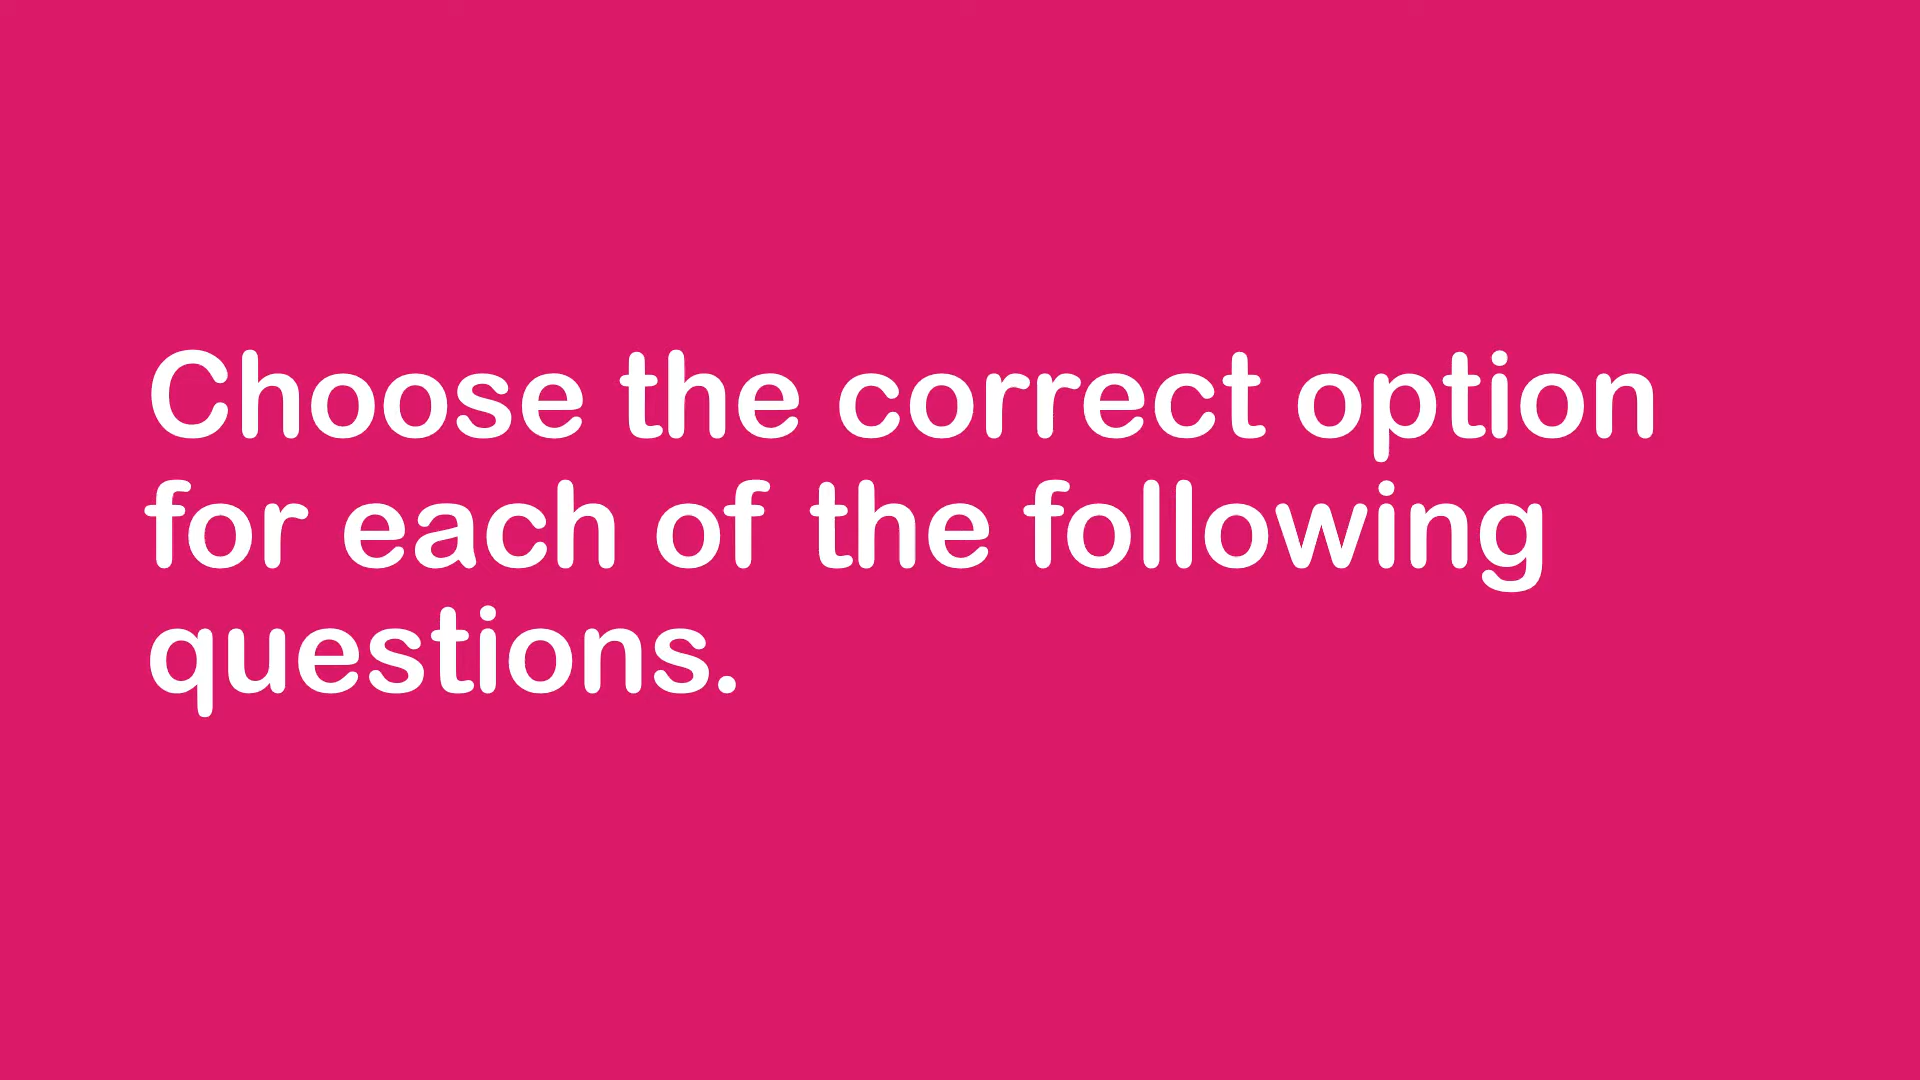 Choose the correct option
for each of the following
questions.